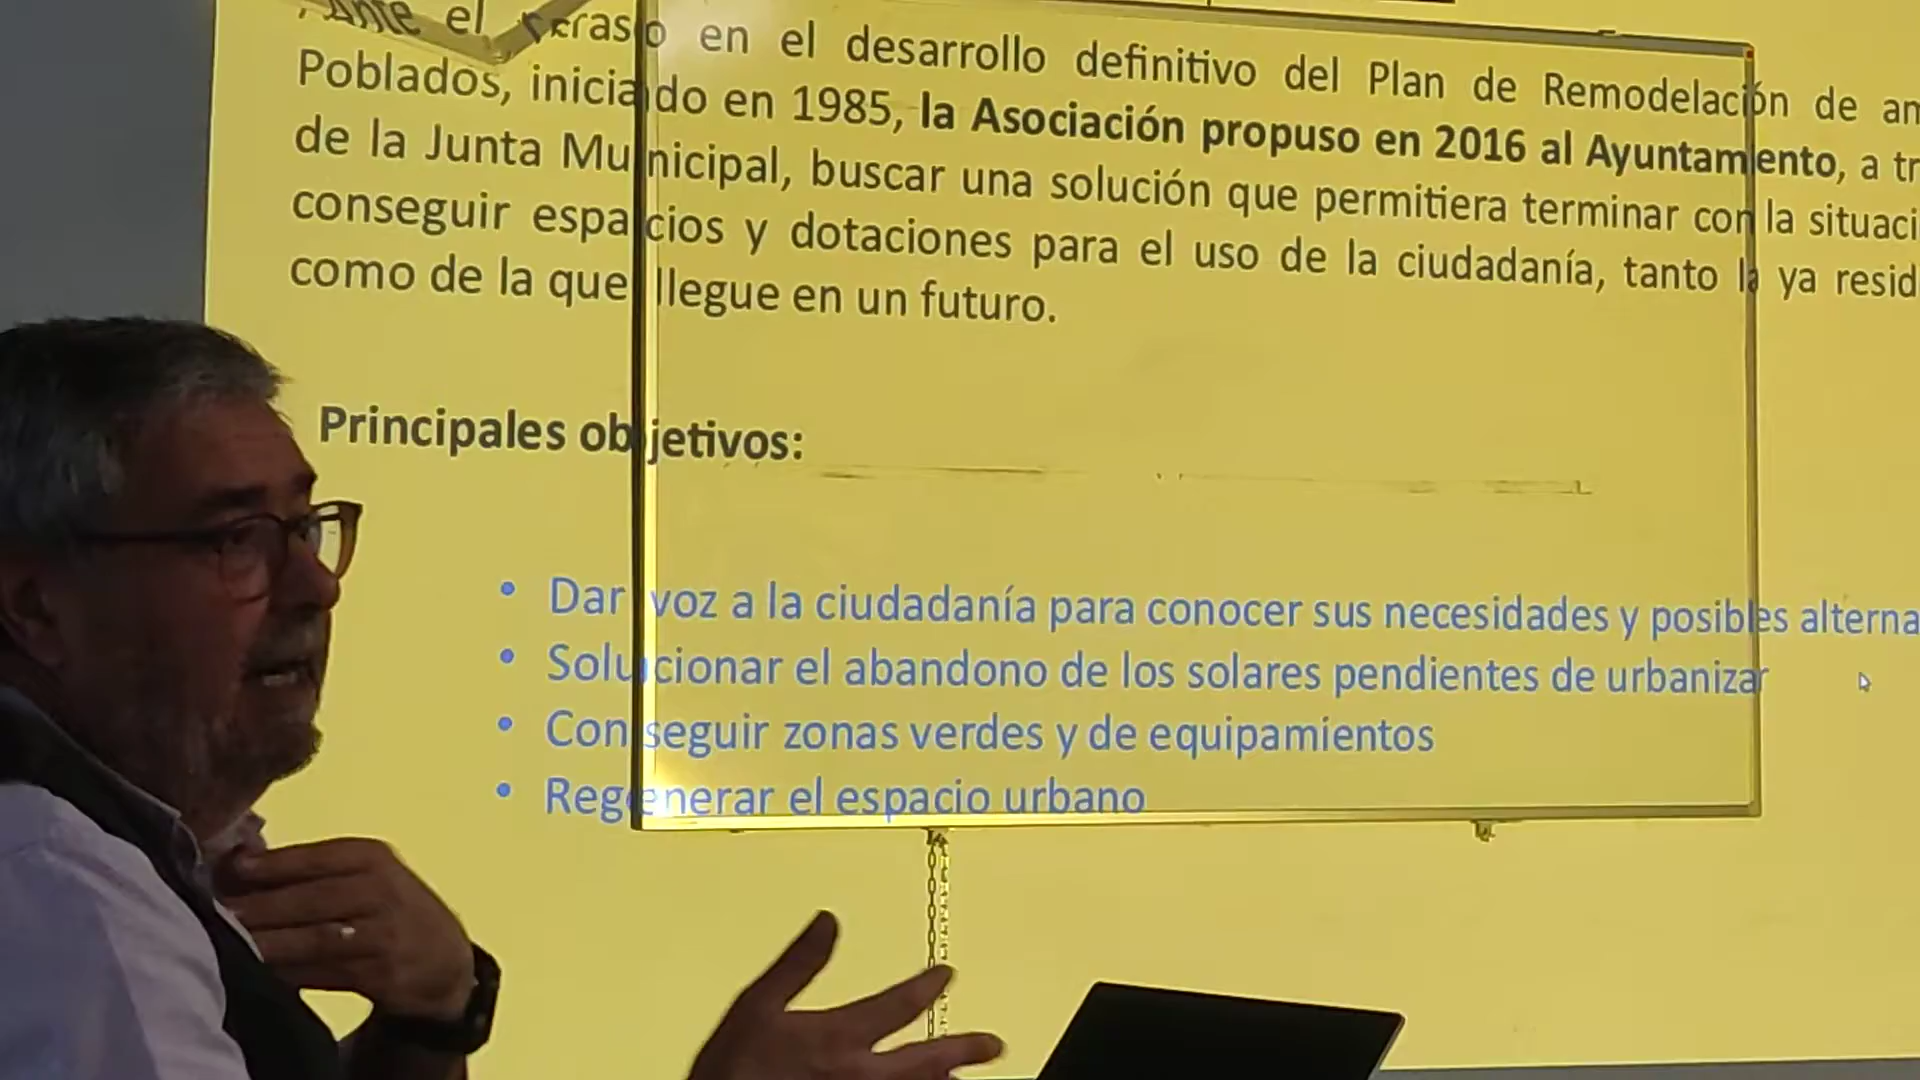 Ante el retraso en el desarrollo definitivo del Plan de Remodelación de
Poblados, iniciado en 1985, la Asociación propuso en 2016 al Ayuntamiento, a
de la Junta Municipal, buscar una solución que permitiera terminar con la
conseguir espacios y dotaciones para el uso de la ciudadanía, tanto la ya
como de la que llegue en un futuro.
Principales objetivos:
• Dar voz a la ciudadanía para conocer sus necesidades y posibles
• Solucionar el abandono de los solares pendientes de urbanizar
• Conseguir zonas verdes y de equipamientos
• Regenerar el espacio urbano